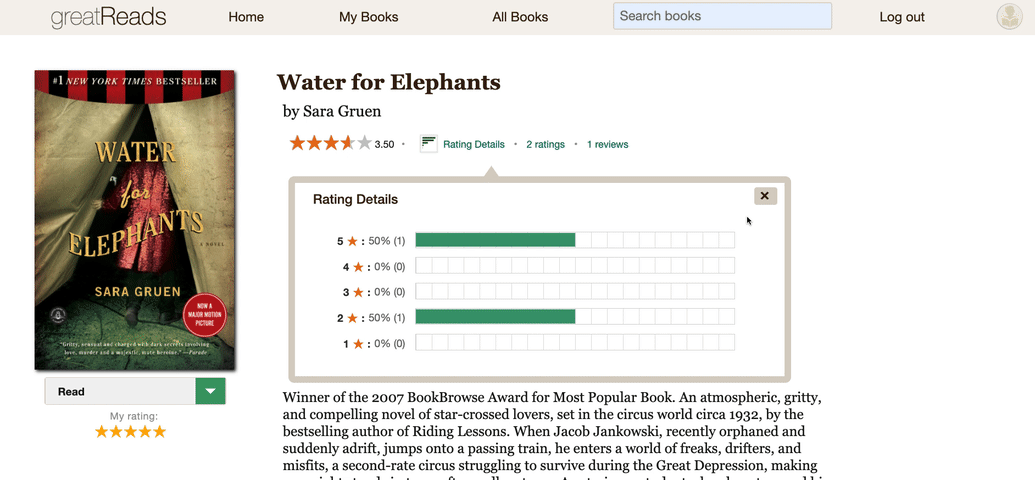 greatReads
Home
My Books
All Books
Search books
Log out
#1 NEW YORK TIMES BESTSELLER
WATER
for
ELEPHANTS
A NOVEL
SARA GRUEN
NOW A
MAJOR MOTION
PICTURE
"Gritty, sensual and charged with dark secrets involving
love, murder and a majestic, mute heroine." —Parade
Read
My rating:
Water for Elephants
by Sara Gruen
3.50 · Rating Details · 2 ratings · 1 reviews
Rating Details
5 ★ : 50% (1)
4 ★ : 0% (0)
3 ★ : 0% (0)
2 ★ : 50% (1)
1 ★ : 0% (0)
Winner of the 2007 BookBrowse Award for Most Popular Book. An atmospheric, gritty,
and compelling novel of star-crossed lovers, set in the circus world circa 1932, by the
bestselling author of Riding Lessons. When Jacob Jankowski, recently orphaned and
suddenly adrift, jumps onto a passing train, he enters a world of freaks, drifters, and
misfits, a second-rate circus struggling to survive during the Great Depression, making